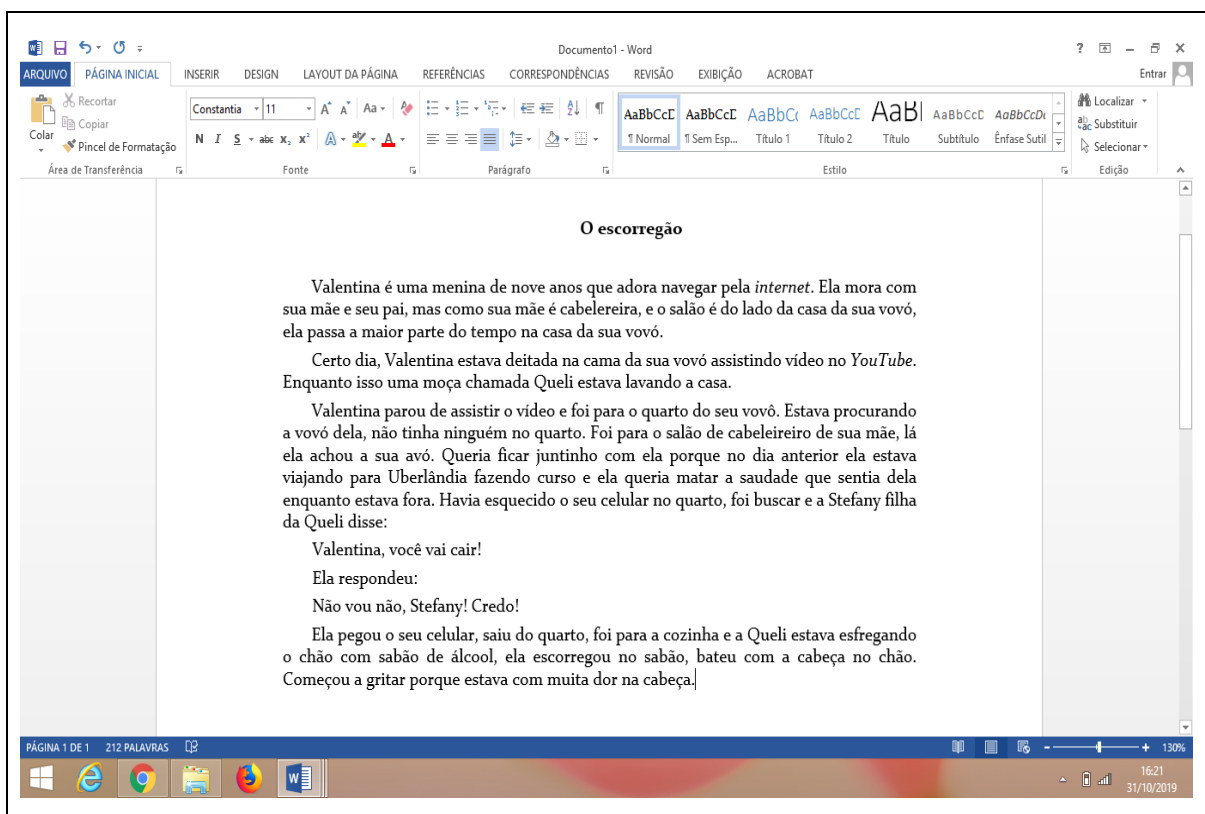 Documento1 - Word
?
ARQUIVO PÁGINA INICIAL INSERIR DESIGN LAYOUT DA PÁGINA REFERÊNCIAS CORRESPONDÊNCIAS REVISÃO EXIBIÇÃO ACROBAT Entrar
Colar
Recortar
Copiar
Pincel de Formatação
Área de Transferência
Constantia 11
N I S abc x₂ x²
Fonte
Parágrafo
AaBbCcD AaBbCcD AaBbC AaBbCcD AaB AaBbCcD AaBbCcD
¶ Normal ¶ Sem Esp... Título 1 Título 2 Título Subtítulo Ênfase Sutil
Estilo
Localizar
Substituir
Selecionar
Edição
O escorregão
Valentina é uma menina de nove anos que adora navegar pela internet. Ela mora com
sua mãe e seu pai, mas como sua mãe é cabelereira, e o salão é do lado da casa da sua vovó,
ela passa a maior parte do tempo na casa da sua vovó.
Certo dia, Valentina estava deitada na cama da sua vovó assistindo vídeo no YouTube.
Enquanto isso uma moça chamada Queli estava lavando a casa.
Valentina parou de assistir o vídeo e foi para o quarto do seu vovô. Estava procurando
a vovó dela, não tinha ninguém no quarto. Foi para o salão de cabeleireiro de sua mãe, lá
ela achou a sua avó. Queria ficar juntinho com ela porque no dia anterior ela estava
viajando para Uberlândia fazendo curso e ela queria matar a saudade que sentia dela
enquanto estava fora. Havia esquecido o seu celular no quarto, foi buscar e a Stefany filha
da Queli disse:
Valentina, você vai cair!
Ela respondeu:
Não vou não, Stefany! Credo!
Ela pegou o seu celular, saiu do quarto, foi para a cozinha e a Queli estava esfregando
o chão com sabão de álcool, ela escorregou no sabão, bateu com a cabeça no chão.
Começou a gritar porque estava com muita dor na cabeça.
PÁGINA 1 DE 1 212 PALAVRAS 130%
16:21
31/10/2019